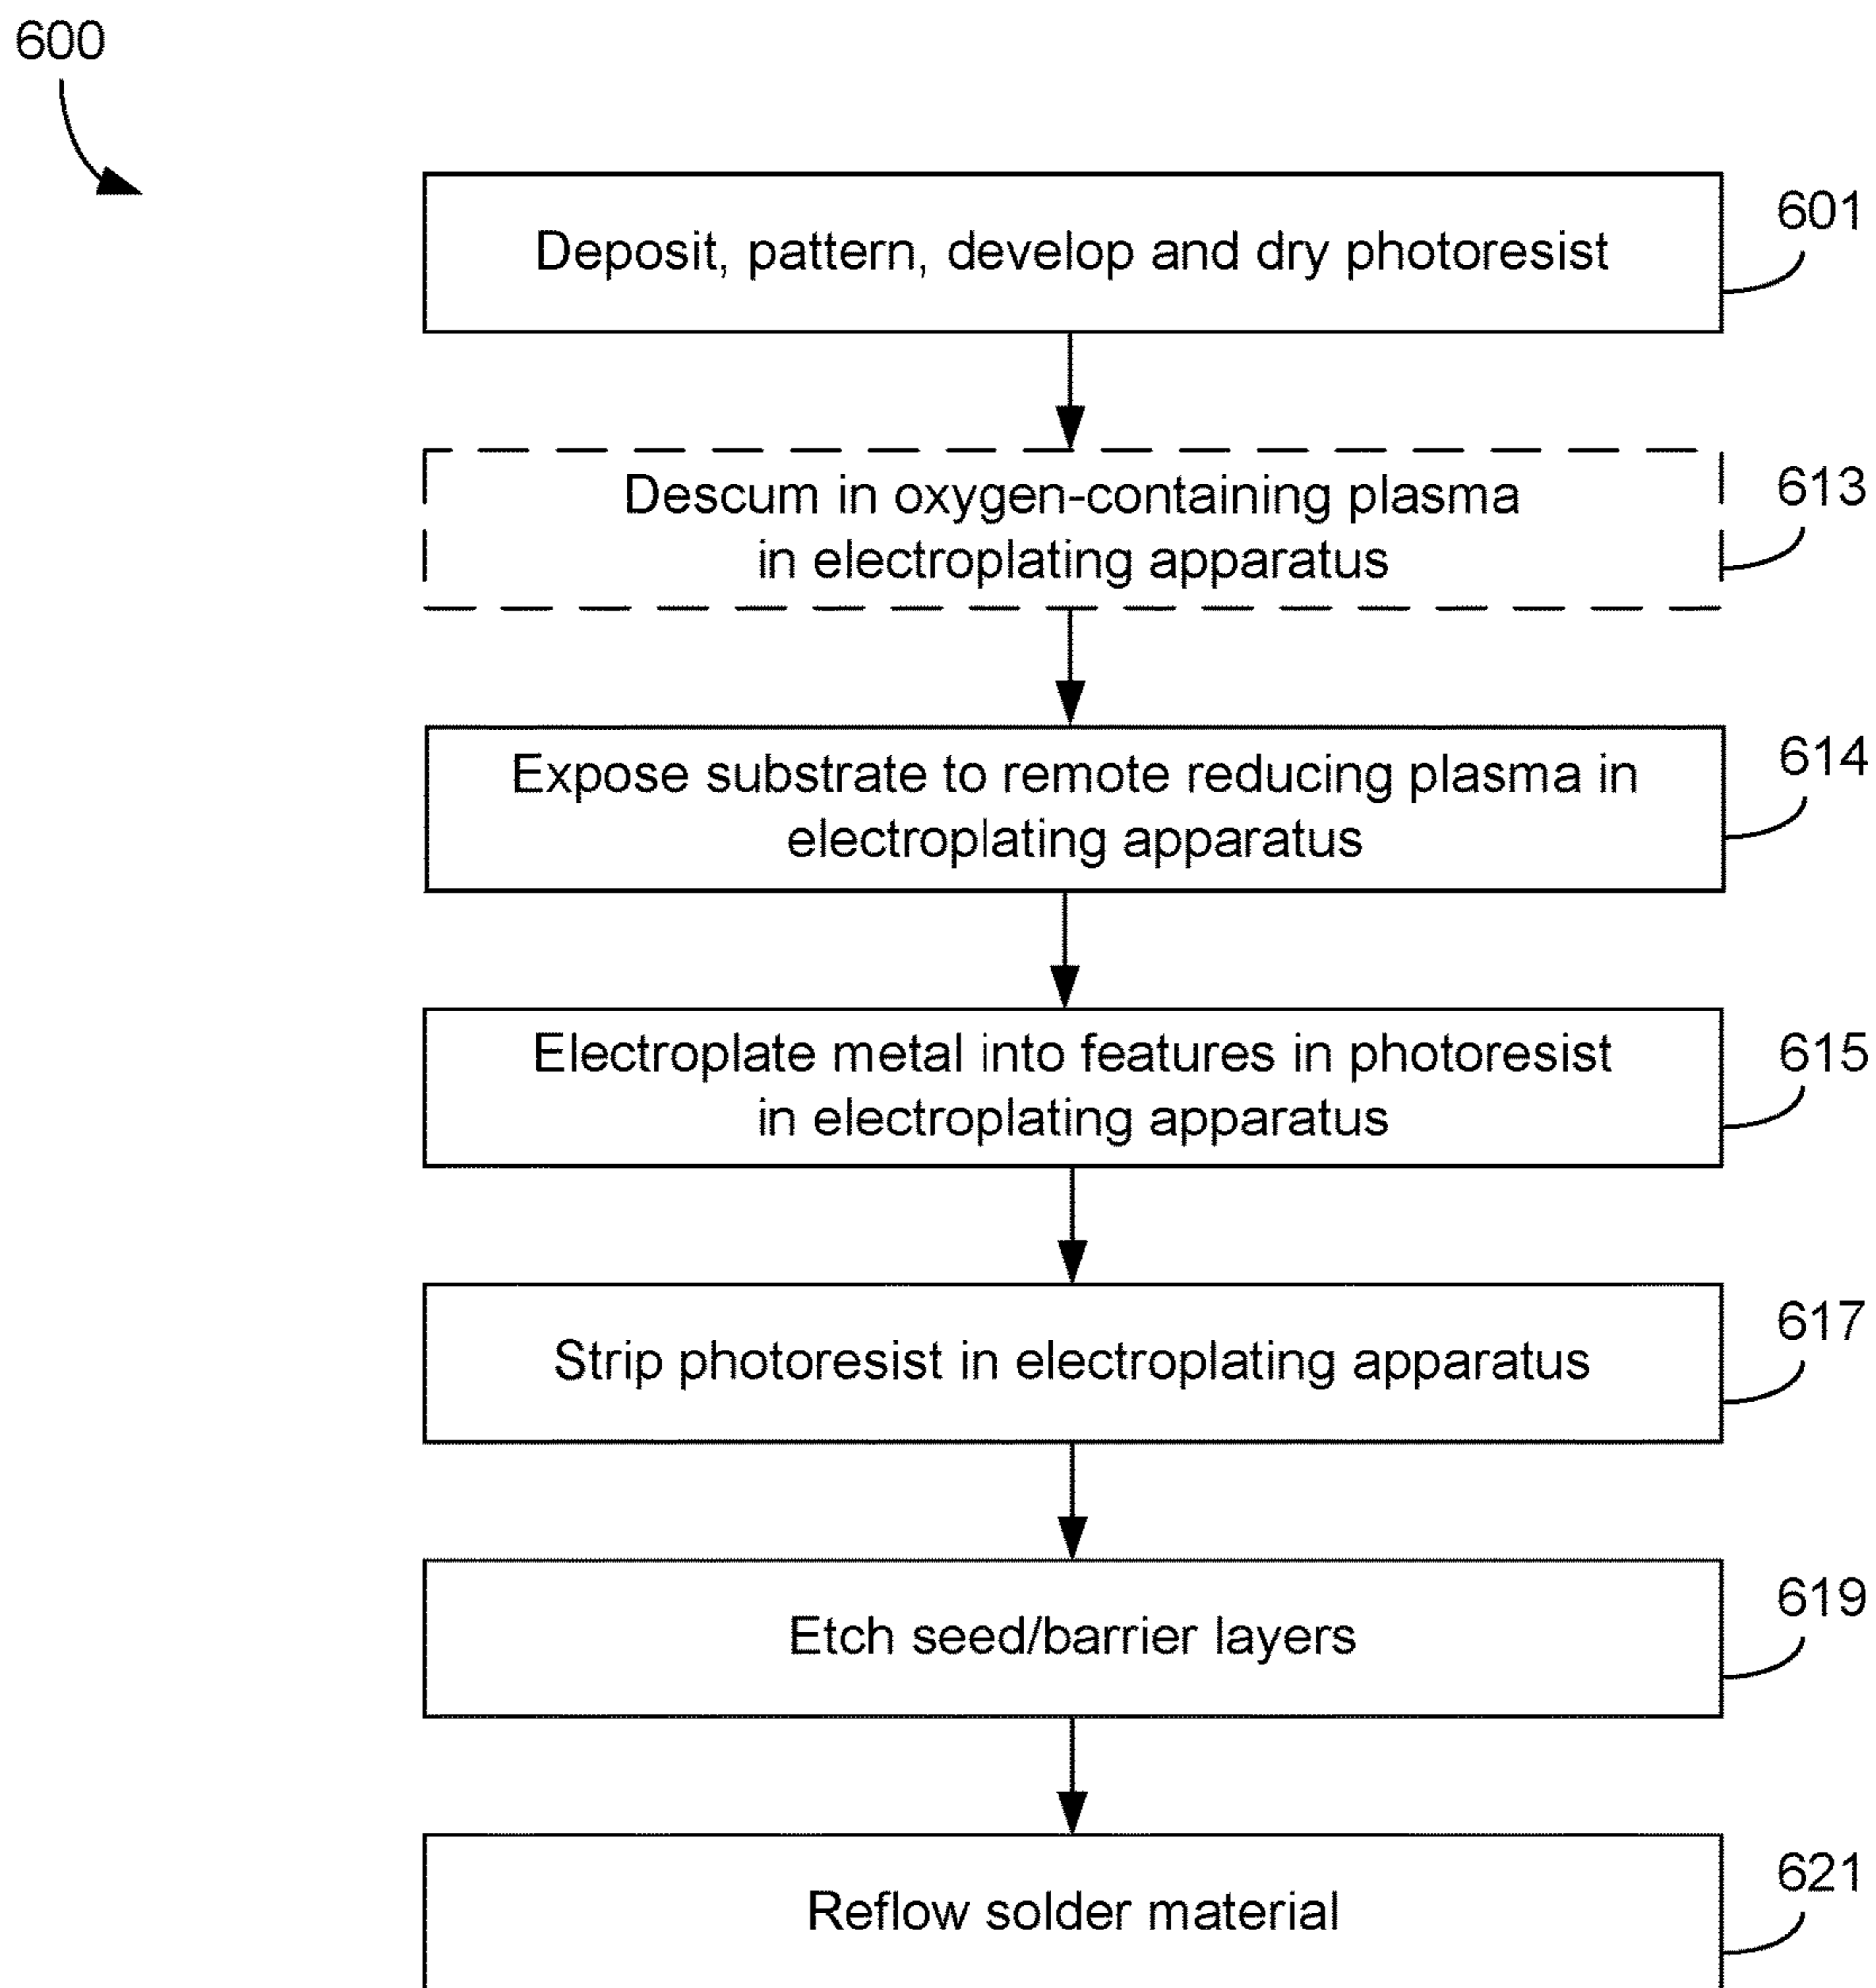 600
Deposit, pattern, develop and dry photoresist
601
Descum in oxygen-containing plasma
in electroplating apparatus
613
Expose substrate to remote reducing plasma in
electroplating apparatus
614
Electroplate metal into features in photoresist
in electroplating apparatus
615
Strip photoresist in electroplating apparatus
617
Etch seed/barrier layers
619
Reflow solder material
621